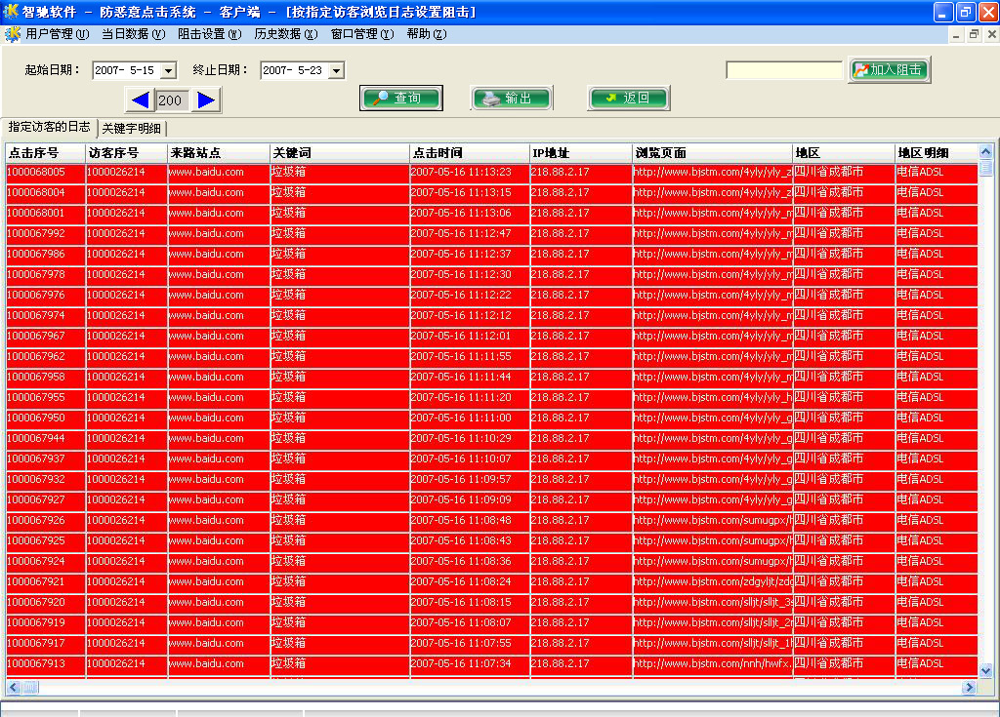 智驰软件 - 防恶意点击系统 - 客户端 - [按指定访客浏览日志设置阻击]
用户管理(U) 当日数据(V) 阻击设置(W) 历史数据(X) 窗口管理(Y) 帮助(Z)
起始日期： 2007- 5-15 终止日期： 2007- 5-23 加入阻击
200 查询 输出 返回
指定访客的日志 关键字明细
点击序号 访客序号 来路站点 关键词 点击时间 IP地址 浏览页面 地区 地区明细
1000068005 1000026214 www.baidu.com 垃圾箱 2007-05-16 11:13:23 218.88.2.17 http://www.bjstm.com/4yly/yly_z 四川省成都市 电信ADSL
1000068004 1000026214 www.baidu.com 垃圾箱 2007-05-16 11:13:15 218.88.2.17 http://www.bjstm.com/4yly/yly_z 四川省成都市 电信ADSL
1000068001 1000026214 www.baidu.com 垃圾箱 2007-05-16 11:13:06 218.88.2.17 http://www.bjstm.com/4yly/yly_m 四川省成都市 电信ADSL
1000067992 1000026214 www.baidu.com 垃圾箱 2007-05-16 11:12:47 218.88.2.17 http://www.bjstm.com/4yly/yly_m 四川省成都市 电信ADSL
1000067986 1000026214 www.baidu.com 垃圾箱 2007-05-16 11:12:37 218.88.2.17 http://www.bjstm.com/4yly/yly_m 四川省成都市 电信ADSL
1000067978 1000026214 www.baidu.com 垃圾箱 2007-05-16 11:12:30 218.88.2.17 http://www.bjstm.com/4yly/yly_m 四川省成都市 电信ADSL
1000067976 1000026214 www.baidu.com 垃圾箱 2007-05-16 11:12:22 218.88.2.17 http://www.bjstm.com/4yly/yly_m 四川省成都市 电信ADSL
1000067974 1000026214 www.baidu.com 垃圾箱 2007-05-16 11:12:12 218.88.2.17 http://www.bjstm.com/4yly/yly_m 四川省成都市 电信ADSL
1000067967 1000026214 www.baidu.com 垃圾箱 2007-05-16 11:12:01 218.88.2.17 http://www.bjstm.com/4yly/yly_m 四川省成都市 电信ADSL
1000067962 1000026214 www.baidu.com 垃圾箱 2007-05-16 11:11:55 218.88.2.17 http://www.bjstm.com/4yly/yly_m 四川省成都市 电信ADSL
1000067958 1000026214 www.baidu.com 垃圾箱 2007-05-16 11:11:44 218.88.2.17 http://www.bjstm.com/4yly/yly_m 四川省成都市 电信ADSL
1000067955 1000026214 www.baidu.com 垃圾箱 2007-05-16 11:11:20 218.88.2.17 http://www.bjstm.com/4yly/yly_h 四川省成都市 电信ADSL
1000067950 1000026214 www.baidu.com 垃圾箱 2007-05-16 11:11:00 218.88.2.17 http://www.bjstm.com/4yly/yly_g 四川省成都市 电信ADSL
1000067944 1000026214 www.baidu.com 垃圾箱 2007-05-16 11:10:29 218.88.2.17 http://www.bjstm.com/4yly/yly_g 四川省成都市 电信ADSL
1000067937 1000026214 www.baidu.com 垃圾箱 2007-05-16 11:10:07 218.88.2.17 http://www.bjstm.com/4yly/yly_g 四川省成都市 电信ADSL
1000067932 1000026214 www.baidu.com 垃圾箱 2007-05-16 11:09:57 218.88.2.17 http://www.bjstm.com/4yly/yly_g 四川省成都市 电信ADSL
1000067927 1000026214 www.baidu.com 垃圾箱 2007-05-16 11:09:09 218.88.2.17 http://www.bjstm.com/4yly/yly_g 四川省成都市 电信ADSL
1000067926 1000026214 www.baidu.com 垃圾箱 2007-05-16 11:08:48 218.88.2.17 http://www.bjstm.com/sumugpx/h 四川省成都市 电信ADSL
1000067925 1000026214 www.baidu.com 垃圾箱 2007-05-16 11:08:43 218.88.2.17 http://www.bjstm.com/sumugpx/h 四川省成都市 电信ADSL
1000067924 1000026214 www.baidu.com 垃圾箱 2007-05-16 11:08:36 218.88.2.17 http://www.bjstm.com/sumugpx/h 四川省成都市 电信ADSL
1000067921 1000026214 www.baidu.com 垃圾箱 2007-05-16 11:08:24 218.88.2.17 http://www.bjstm.com/zdgyljt/zdg 四川省成都市 电信ADSL
1000067920 1000026214 www.baidu.com 垃圾箱 2007-05-16 11:08:15 218.88.2.17 http://www.bjstm.com/slljt/slljt_3s 四川省成都市 电信ADSL
1000067919 1000026214 www.baidu.com 垃圾箱 2007-05-16 11:08:07 218.88.2.17 http://www.bjstm.com/slljt/slljt_2r 四川省成都市 电信ADSL
1000067917 1000026214 www.baidu.com 垃圾箱 2007-05-16 11:07:55 218.88.2.17 http://www.bjstm.com/slljt/slljt_1h 四川省成都市 电信ADSL
1000067913 1000026214 www.baidu.com 垃圾箱 2007-05-16 11:07:34 218.88.2.17 http://www.bjstm.com/nnh/hwfx. 四川省成都市 电信ADSL